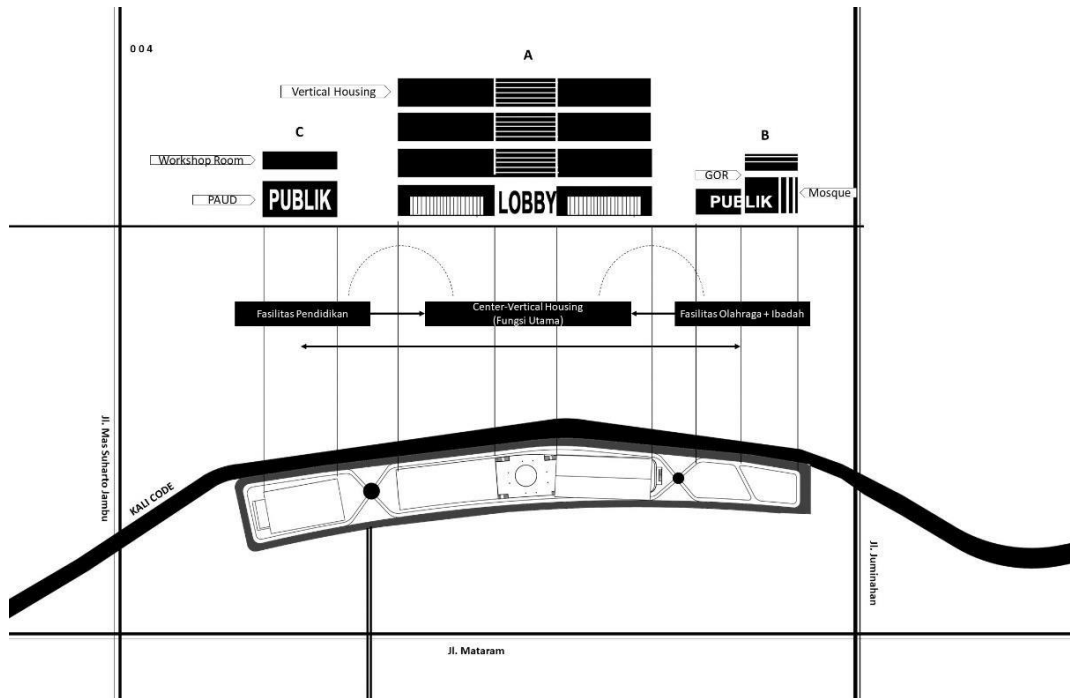 004
A
Vertical Housing
C
B
Workshop Room
GOR
PAUD
PUBLIK
LOBBY
PUBLIK
Mosque
Fasilitas Pendidikan
Center-Vertical Housing
(Fungsi Utama)
Fasilitas Olahraga + Ibadah
Jl. Mas Suharto Jambu
KALI CODE
Jl. Juminahan
Jl. Mataram